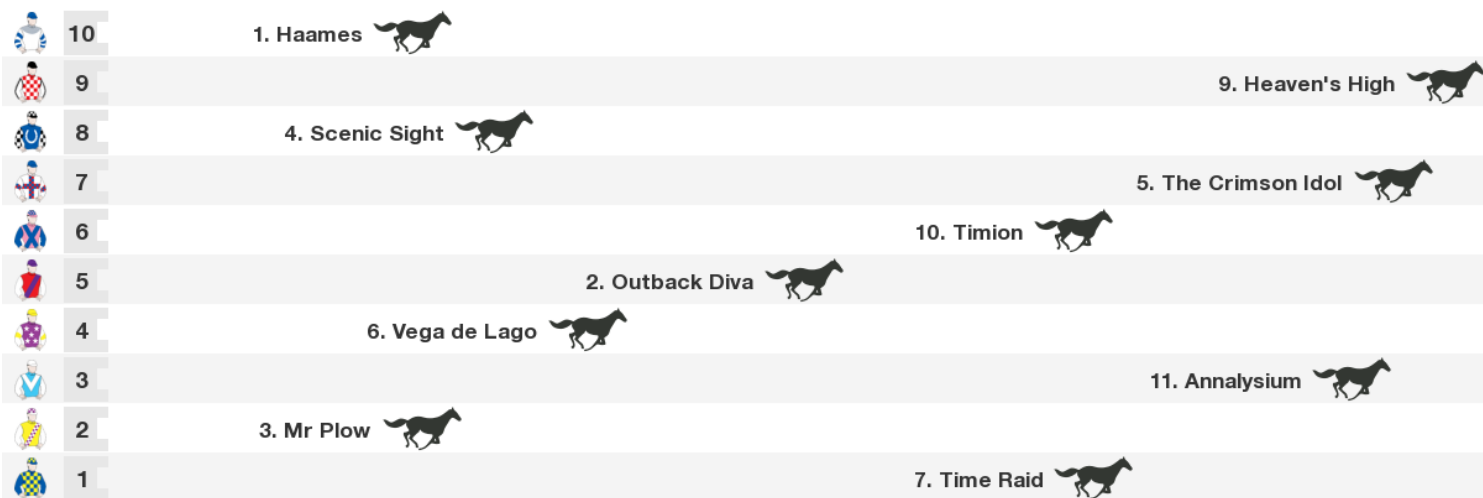 10 1. Haames
9 9. Heaven's High
8 4. Scenic Sight
7 5. The Crimson Idol
6 10. Timion
5 2. Outback Diva
4 6. Vega de Lago
3 11. Annalysium
2 3. Mr Plow
1 7. Time Raid